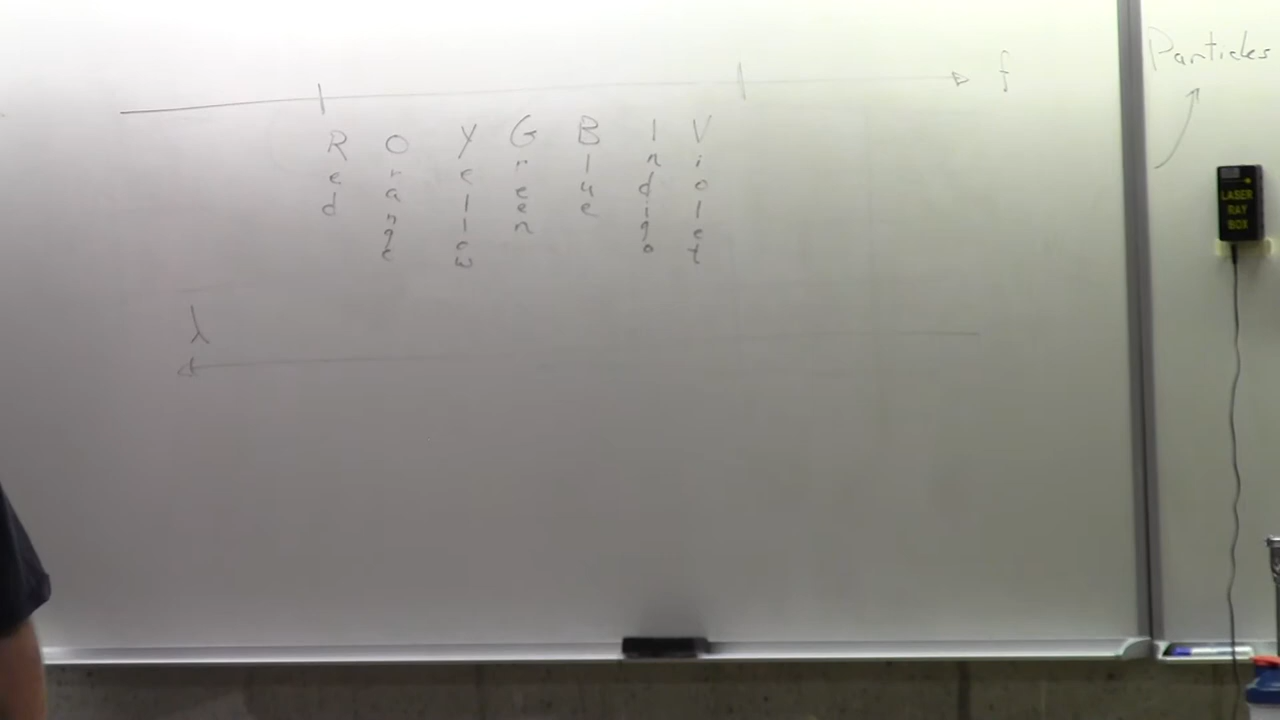 f
Particles
Red
Orange
Yellow
Green
Blue
Indigo
Violet
λ
LASER
RAY
BOX